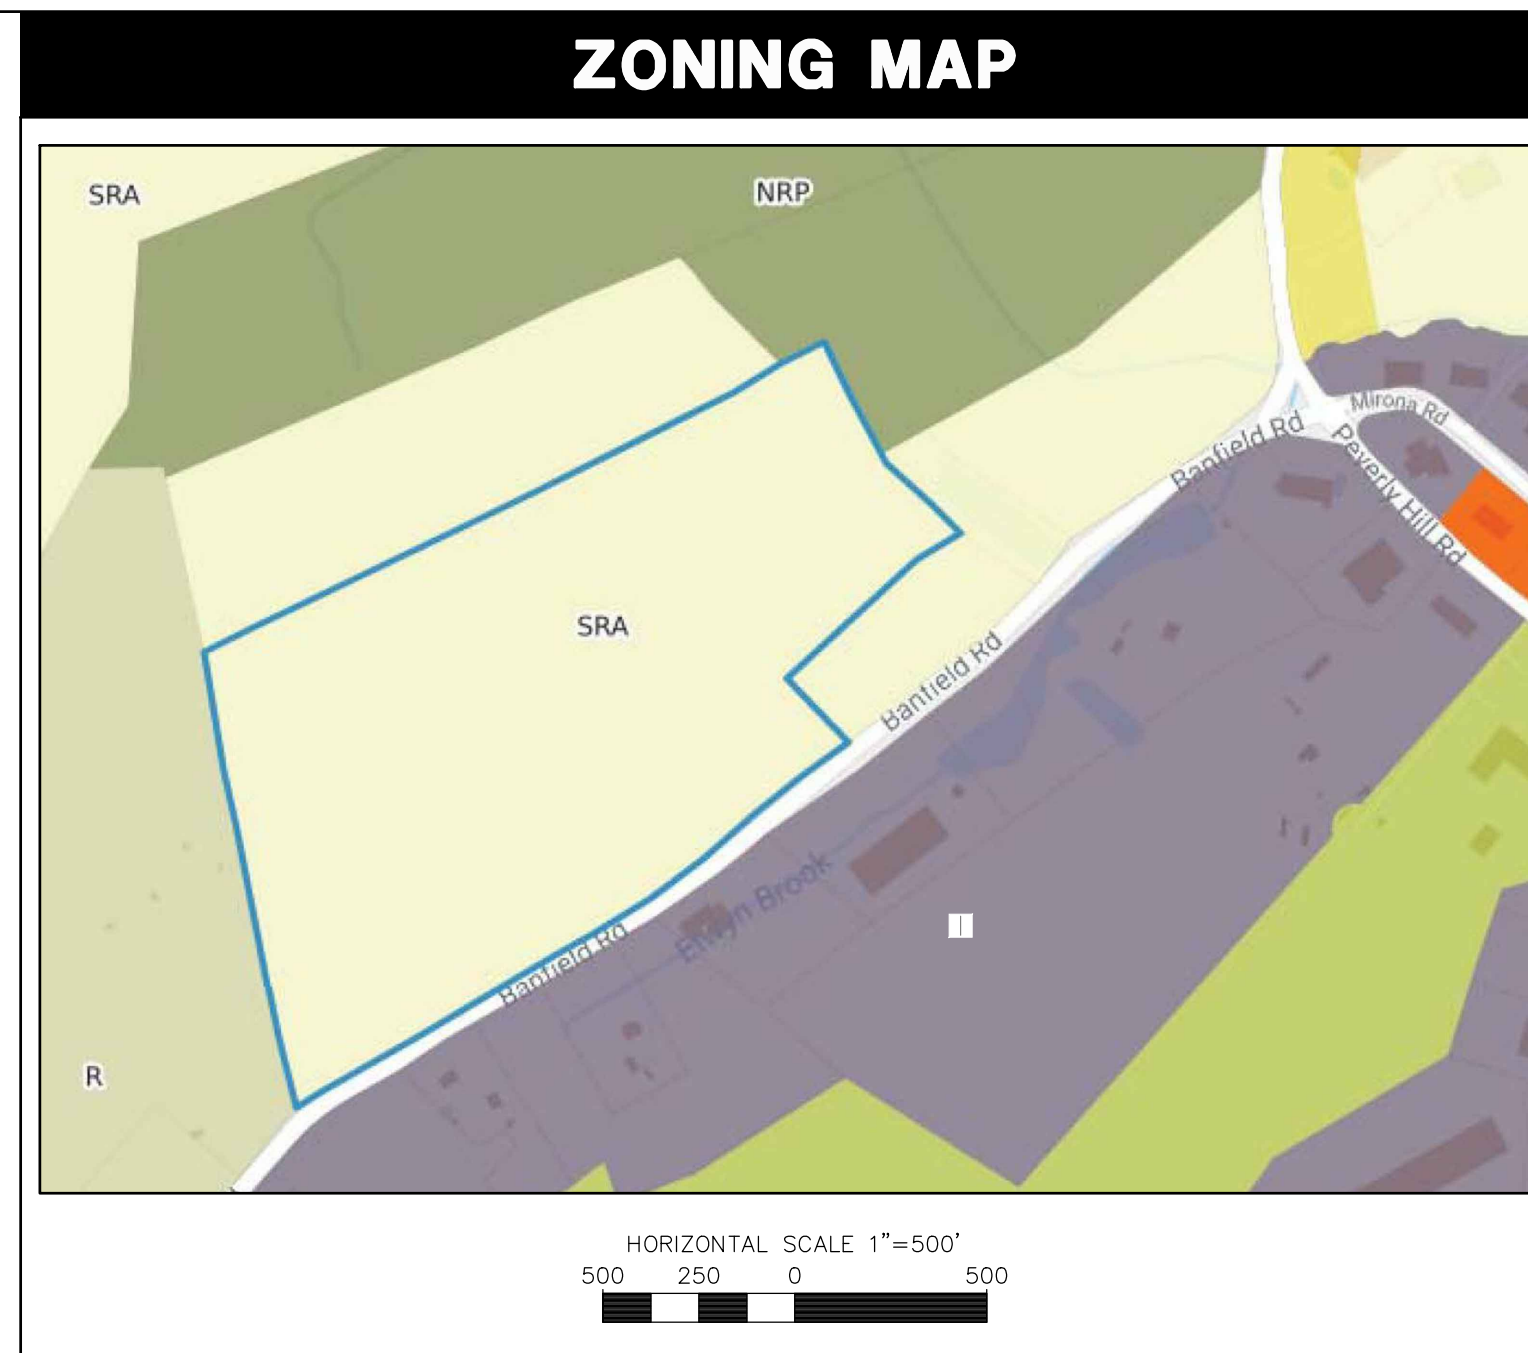 ZONING MAP
SRA
NRP
Mirona Rd
Banfield Rd
Peverly Hill Rd
SRA
Banfield Rd
Elwyn Brook
I
Banfield Rd
R
HORIZONTAL SCALE 1"=500'
500 250 0 500